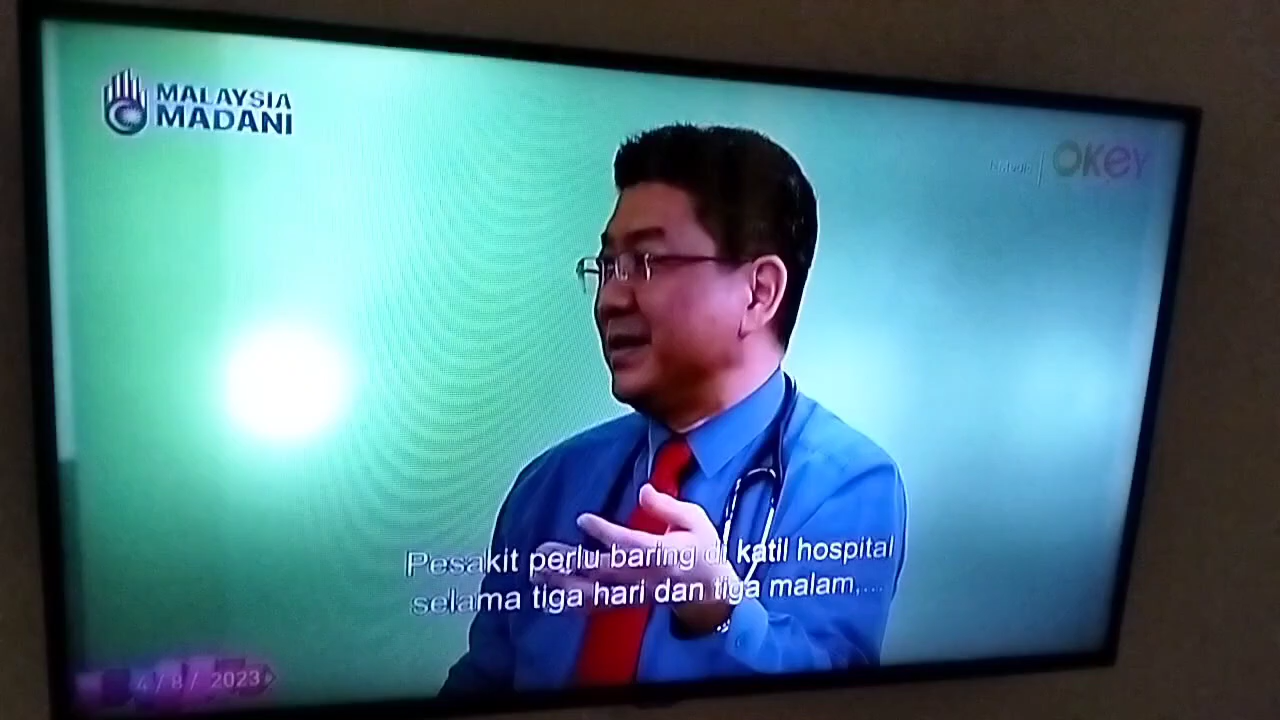 MALAYSIA
MADANI
OKEY
Pesakit perlu baring di katil hospital
selama tiga hari dan tiga malam,...
4/8/ 2023